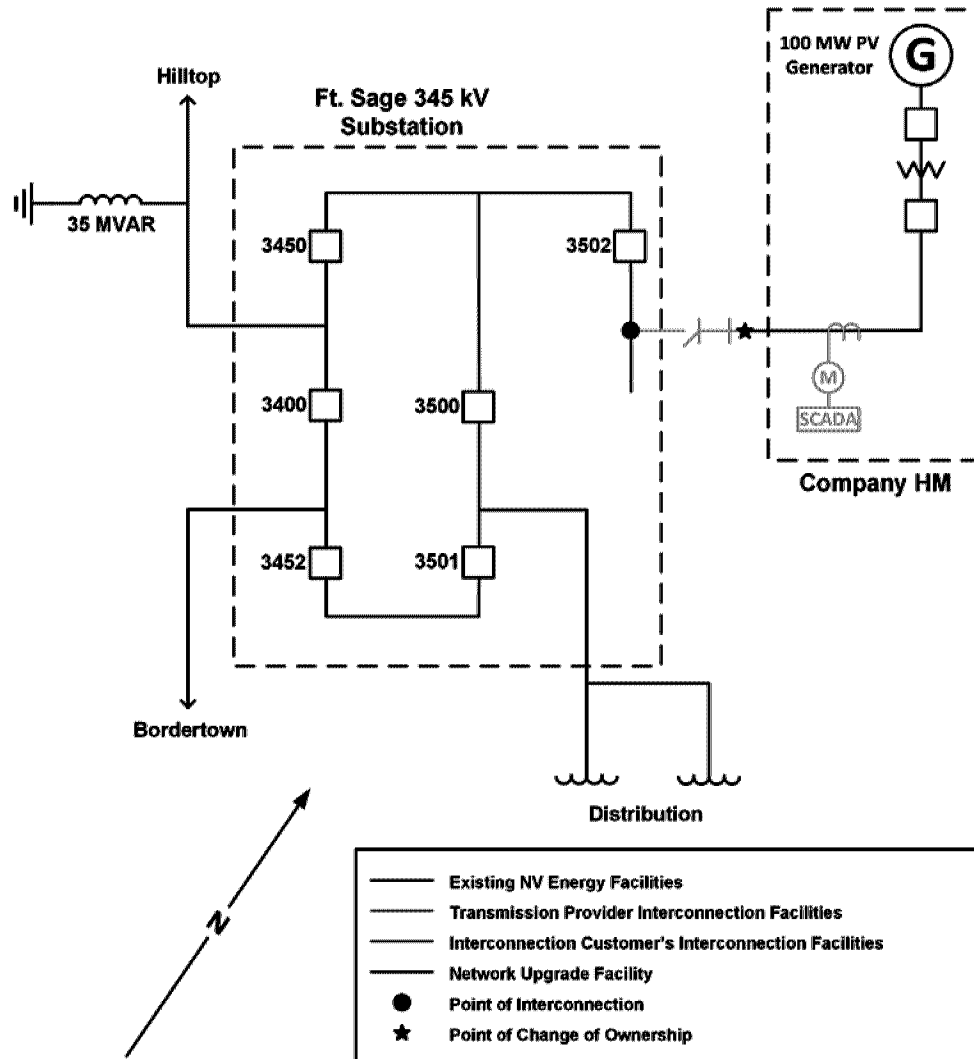 100 MW PV
Generator
G
Hilltop
Ft. Sage 345 kV
Substation
35 MVAR
3450
3502
M
SCADA
3400
3500
Company HM
3452
3501
Bordertown
Distribution
N
Existing NV Energy Facilities
Transmission Provider Interconnection Facilities
Interconnection Customer's Interconnection Facilities
Network Upgrade Facility
Point of Interconnection
Point of Change of Ownership